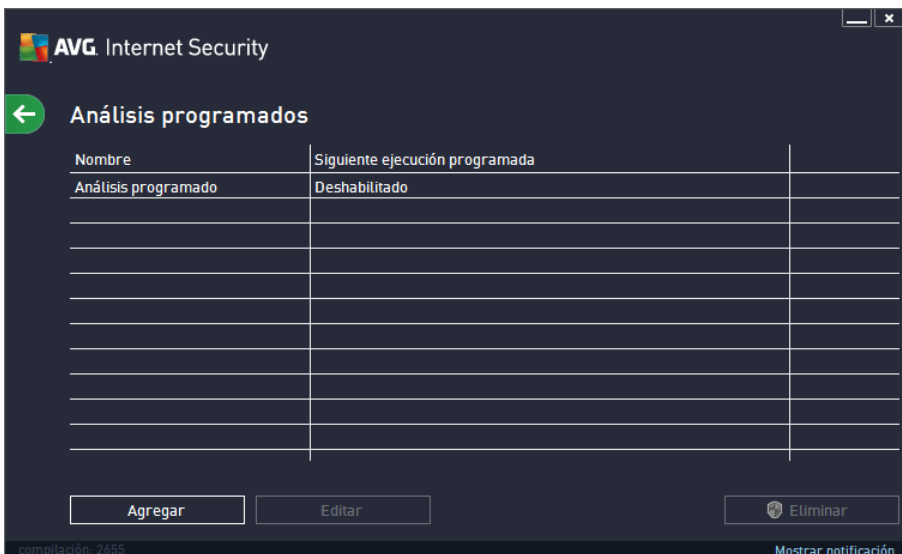 AVG. Internet Security
Análisis programados
Nombre Siguiente ejecución programada
Análisis programado Deshabilitado
Agregar Editar Eliminar
compilación: 2655 Mostrar notificación